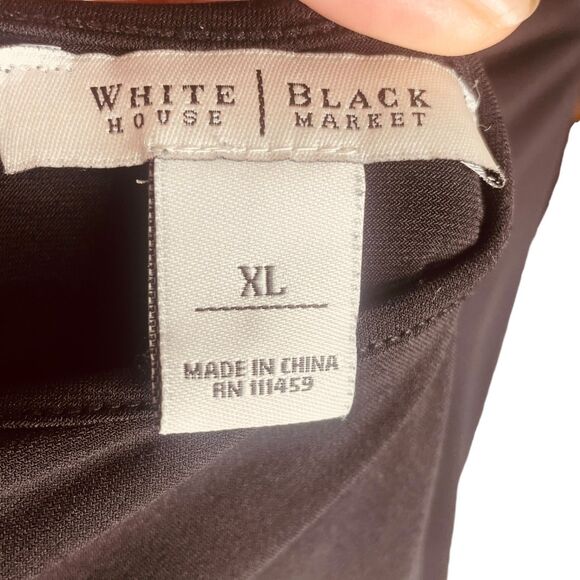 WHITE | BLACK
HOUSE | MARKET
XL
MADE IN CHINA
RN 111459